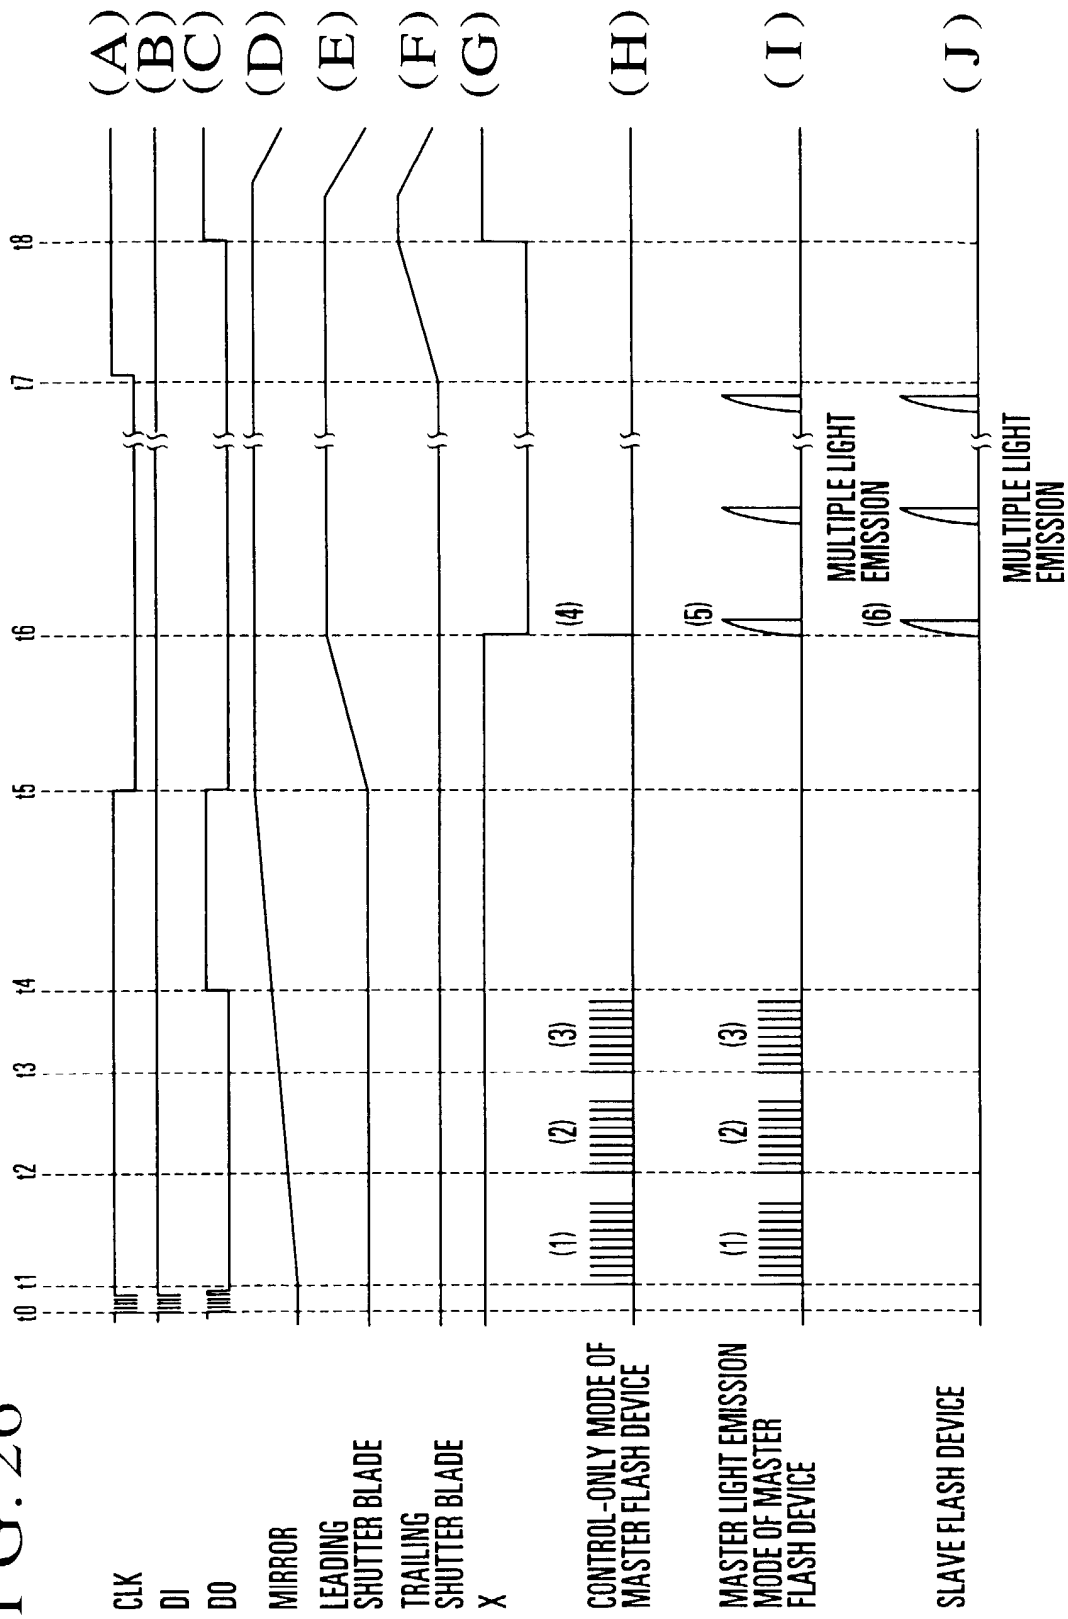 FIG. 26
t0 t1 t2 t3 t4 t5 t6 t7 t8
CLK (A)
DI (B)
DO (C)
MIRROR (D)
LEADING
SHUTTER BLADE (E)
TRAILING
SHUTTER BLADE (F)
X (G)
CONTROL-ONLY MODE OF
MASTER FLASH DEVICE (H)
(1) (2) (3) (4)
MASTER LIGHT EMISSION
MODE OF MASTER
FLASH DEVICE (I)
(1) (2) (3) (5)
MULTIPLE LIGHT
EMISSION
SLAVE FLASH DEVICE (J)
(6)
MULTIPLE LIGHT
EMISSION